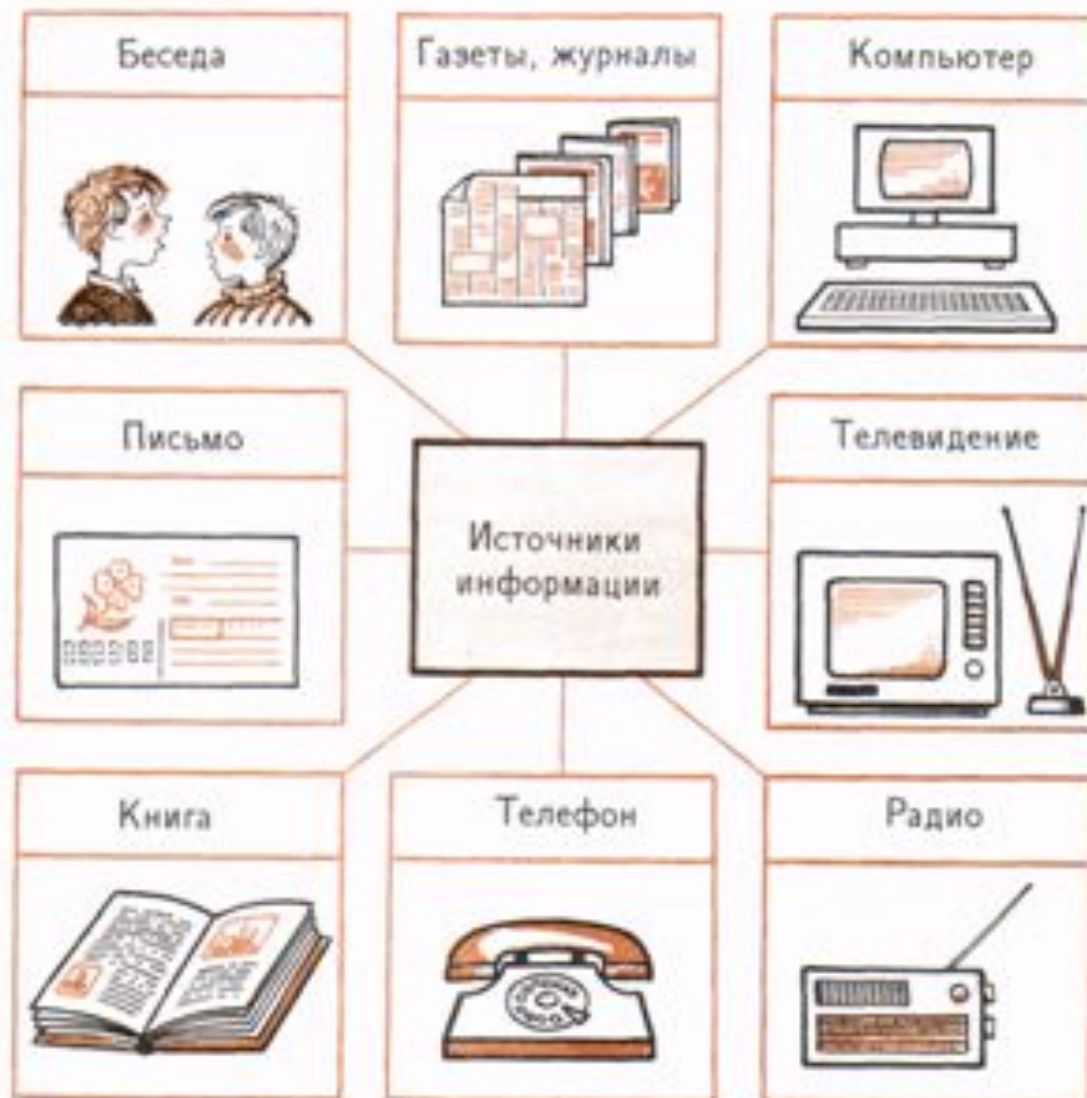 Беседа
Газеты, журналы
Компьютер
Письмо
Источники
информации
Телевидение
Книга
Телефон
Радио